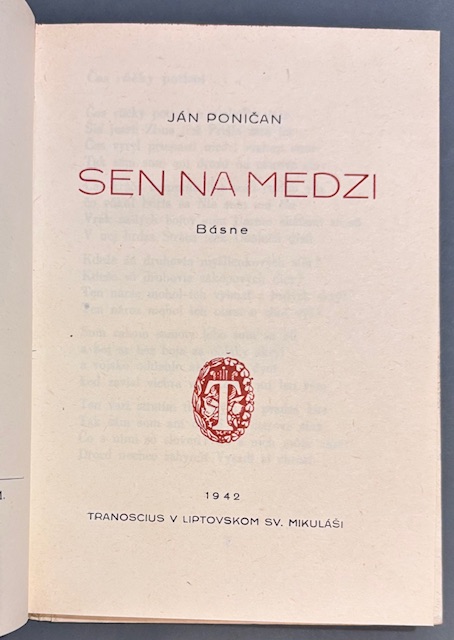 JÁN PONIČAN
SEN NA MEDZI
Básne
T
1942
TRANOSCIUS V LIPTOVSKOM SV. MIKULÁŠI